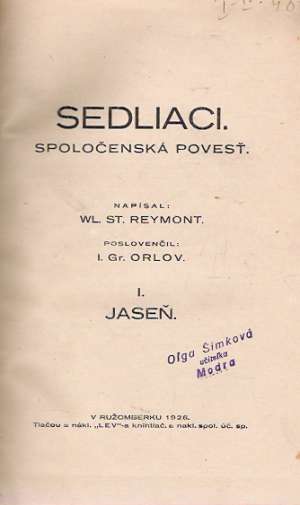 SEDLIACI.
SPOLOČENSKÁ POVESŤ.
NAPÍSAL:
WL. ST. REYMONT.
POSLOVENČIL:
I. Gr. ORLOV.
I.
JASEŇ.
Oľga Šimková
učiteľka
Modra
V RUŽOMBERKU 1926.
Tlačou a nákl. „LEV"-a kníhtlač. a nakl. spol. úč. sp.